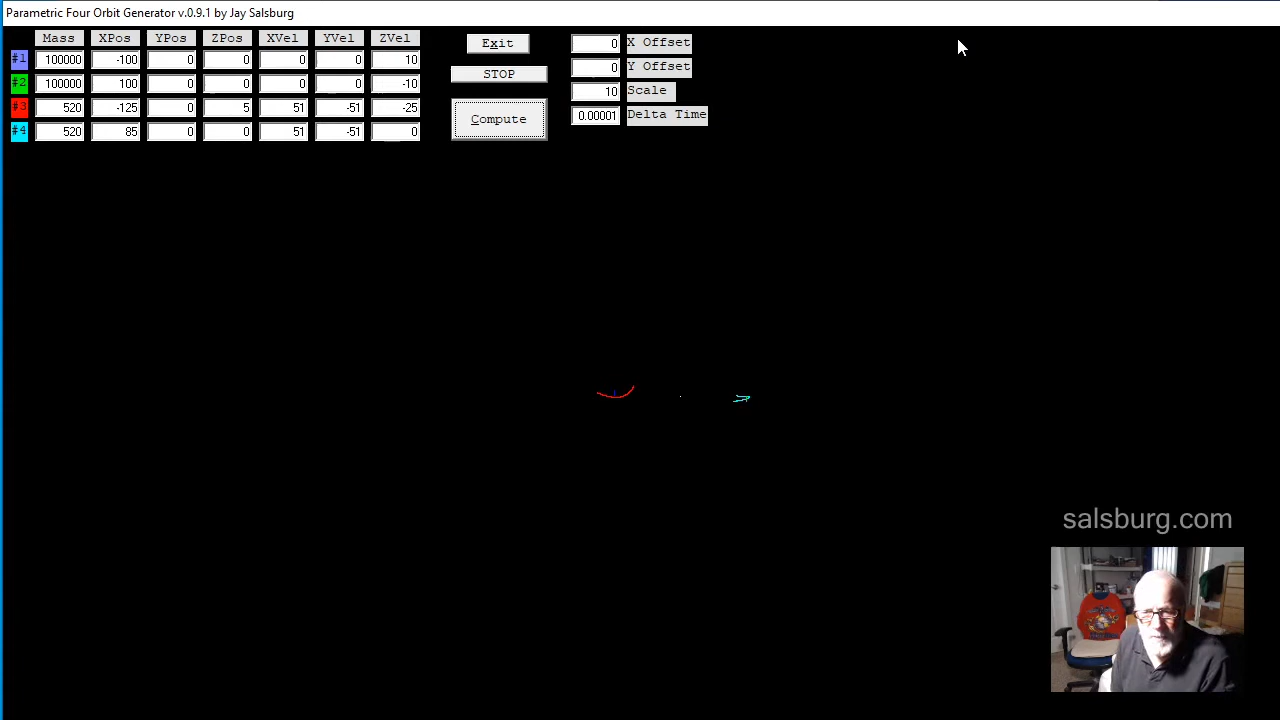 Parametric Four Orbit Generator v.0.9.1 by Jay Salsburg
Mass XPos YPos ZPos XVel YVel ZVel
#1 100000 -100 0 0 0 0 10
#2 100000 100 0 0 0 0 -10
#3 520 -125 0 5 51 -51 -25
#4 520 85 0 0 51 -51 0
Exit
STOP
Compute
0 X Offset
0 Y Offset
10 Scale
0.00001 Delta Time
salsburg.com